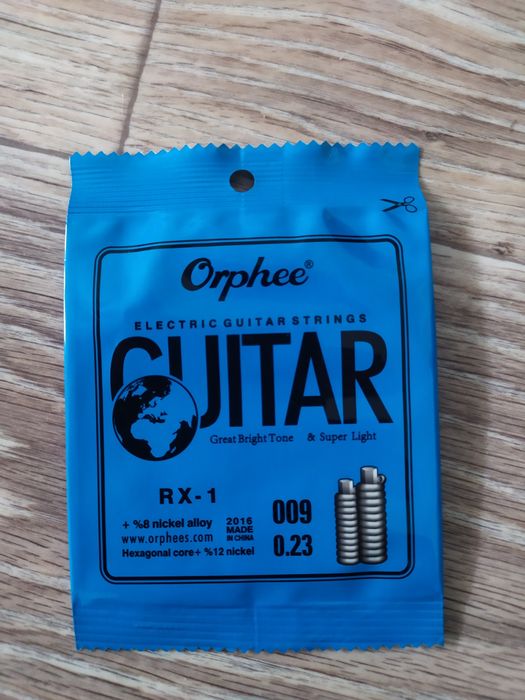 Orphee®
ELECTRIC GUITAR STRINGS
GUITAR
Great Bright Tone & Super Light
RX-1
+ %8 nickel alloy
www.orphees.com
Hexagonal core+ %12 nickel
2016
MADE
IN CHINA
009
0.23